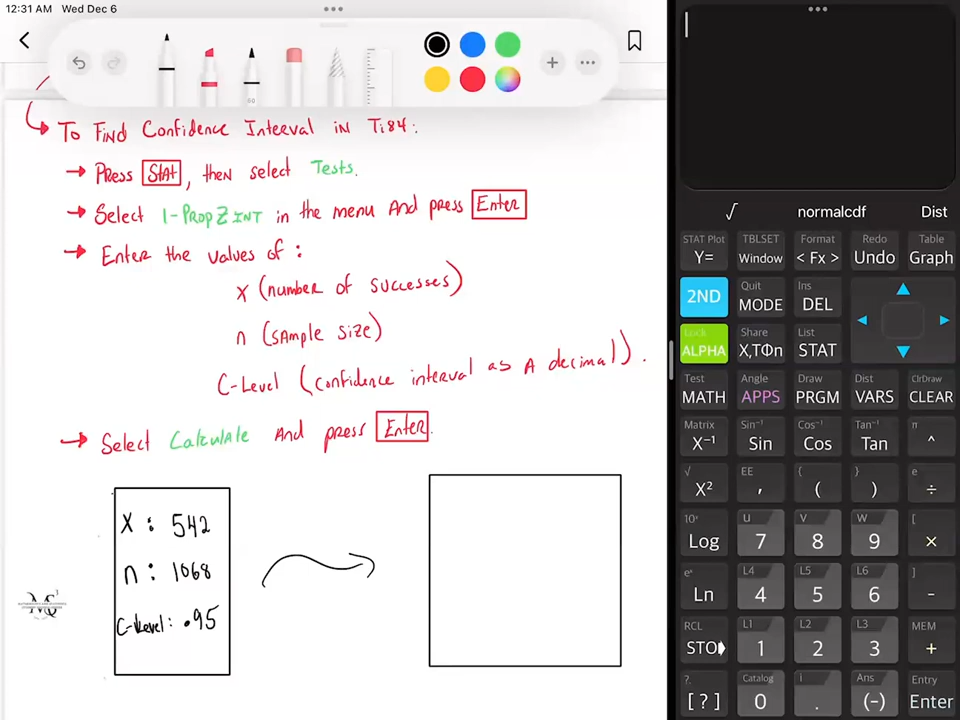 12:31 AM Wed Dec 6
To Find Confidence Interval in Ti84:
→ Press Stat, then select Tests.
→ Select 1-PropZInt in the menu And press Enter
→ Enter the values of:
x (number of successes)
n (sample size)
C-Level (confidence interval as A decimal).
→ Select Calculate And press Enter.
x : 542
n : 1068
C-Level: .95
√ normalcdf Dist
STAT Plot TBLSET Format Redo Table
Y= Window < Fx > Undo Graph
Quit Ins
2ND MODE DEL
Lock Share List
ALPHA X,TΘn STAT
Test Angle Draw Dist ClrDraw
MATH APPS PRGM VARS CLEAR
Matrix Sin⁻¹ Cos⁻¹ Tan⁻¹ π
X⁻¹ Sin Cos Tan ^
√ EE { } e
X² , ( ) ÷
10ˣ U V W [
Log 7 8 9 ×
eˣ L4 L5 L6 ]
Ln 4 5 6 -
RCL L1 L2 L3 MEM
STO 1 2 3 +
?. Catalog i Ans Entry
[ ? ] 0 . (-) Enter